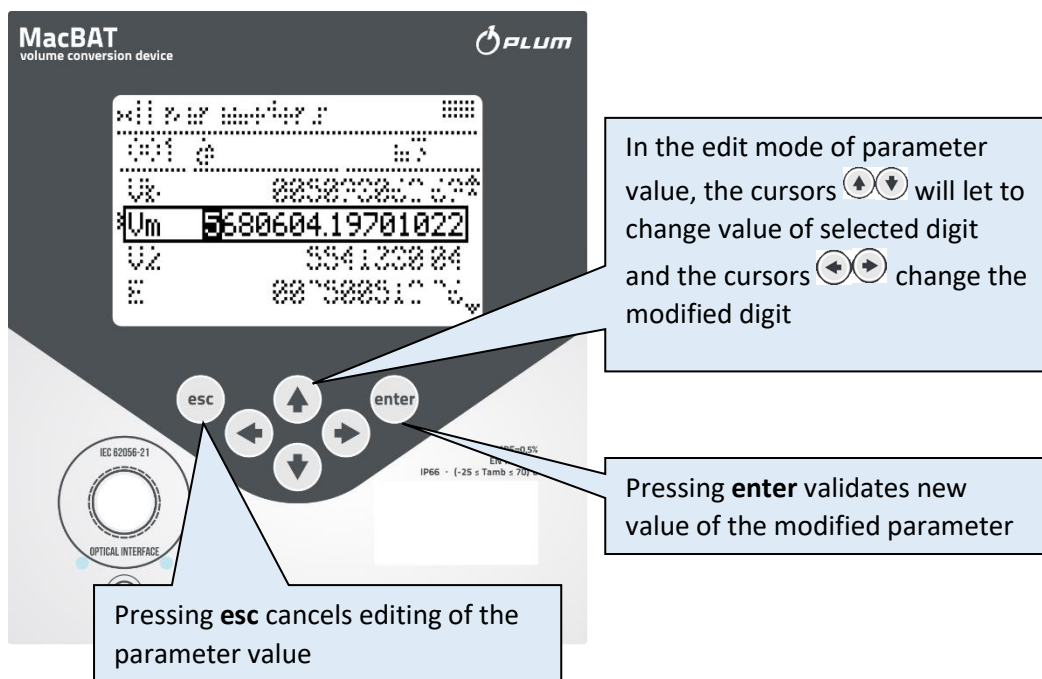 MacBAT
volume conversion device
PLUM
Vm 5680604.19701022
In the edit mode of parameter
value, the cursors will let to
change value of selected digit
and the cursors change the
modified digit
esc
enter
IEC 62056-21
OPTICAL INTERFACE
IP66 · (-25 ≤ Tamb ≤ 70)
Pressing enter validates new
value of the modified parameter
Pressing esc cancels editing of the
parameter value